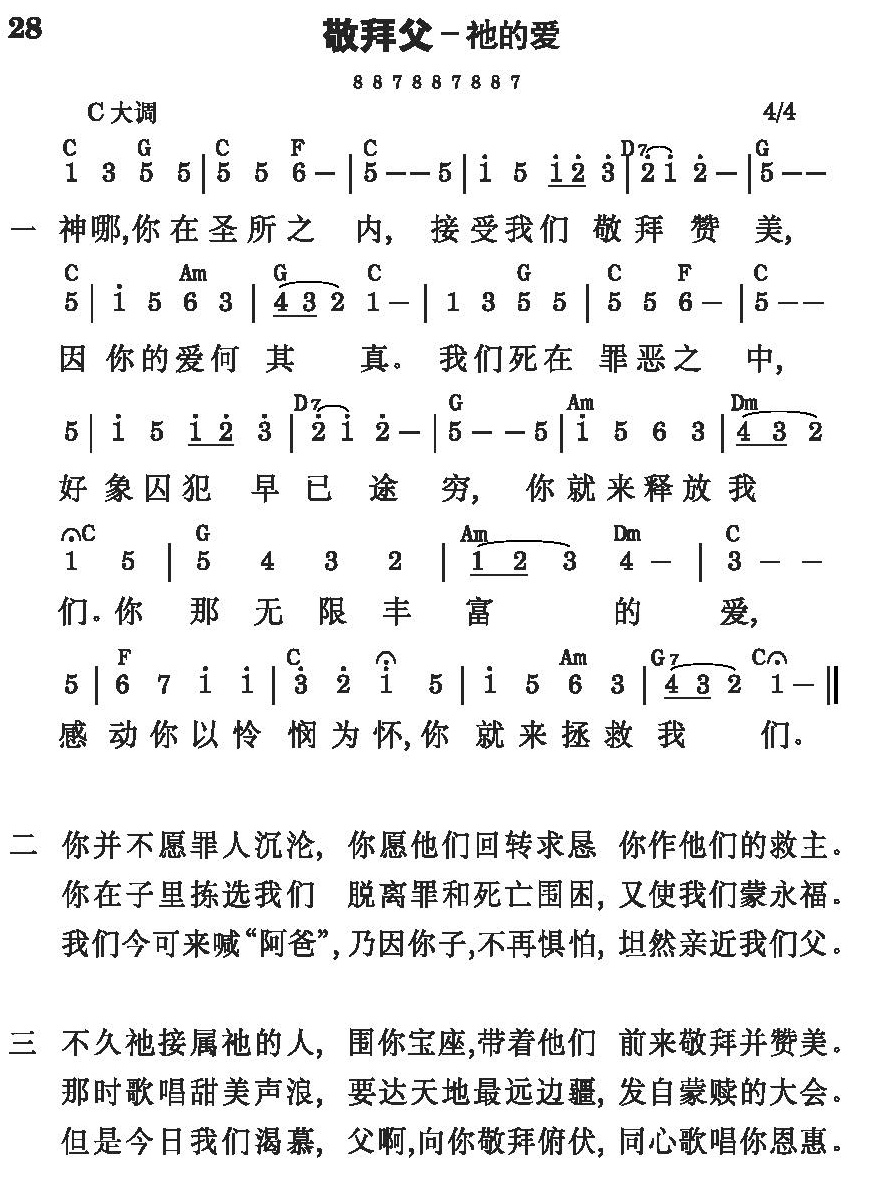 28
敬拜父－祂的爱
8 8 7 8 8 7 8 8 7
C 大调 4/4
C G C F C D7 G
1 3 5 5 | 5 5 6 – | 5 – – 5 | i 5 i 2 3 | 2 i 2 – | 5 – –
一 神哪,你在圣所之 内, 接受我们 敬拜 赞 美,
C Am G C G C F C
5 | i 5 6 3 | 4 3 2 1 – | 1 3 5 5 | 5 5 6 – | 5 – –
因 你的爱何 其 真。 我们死在 罪恶之 中,
D7 G Am Dm
5 | i 5 i 2 3 | 2 i 2 – | 5 – – 5 | i 5 6 3 | 4 3 2
好 象囚犯 早 已 途 穷, 你就来释放我
C G Am Dm C
1 5 | 5 4 3 2 | 1 2 3 4 – | 3 – –
们。你 那 无 限 丰 富 的 爱,
F C Am G7 C
5 | 6 7 i i | 3 2 i 5 | i 5 6 3 | 4 3 2 1 – ‖
感 动你以怜 悯为怀,你 就来拯救我 们。
二 你并不愿罪人沉沦, 你愿他们回转求恳 你作他们的救主。
你在子里拣选我们 脱离罪和死亡围困, 又使我们蒙永福。
我们今可来喊“阿爸”, 乃因你子,不再惧怕, 坦然亲近我们父。
三 不久祂接属祂的人, 围你宝座,带着他们 前来敬拜并赞美。
那时歌唱甜美声浪, 要达天地最远边疆, 发自蒙赎的大会。
但是今日我们渴慕, 父啊,向你敬拜俯伏, 同心歌唱你恩惠。